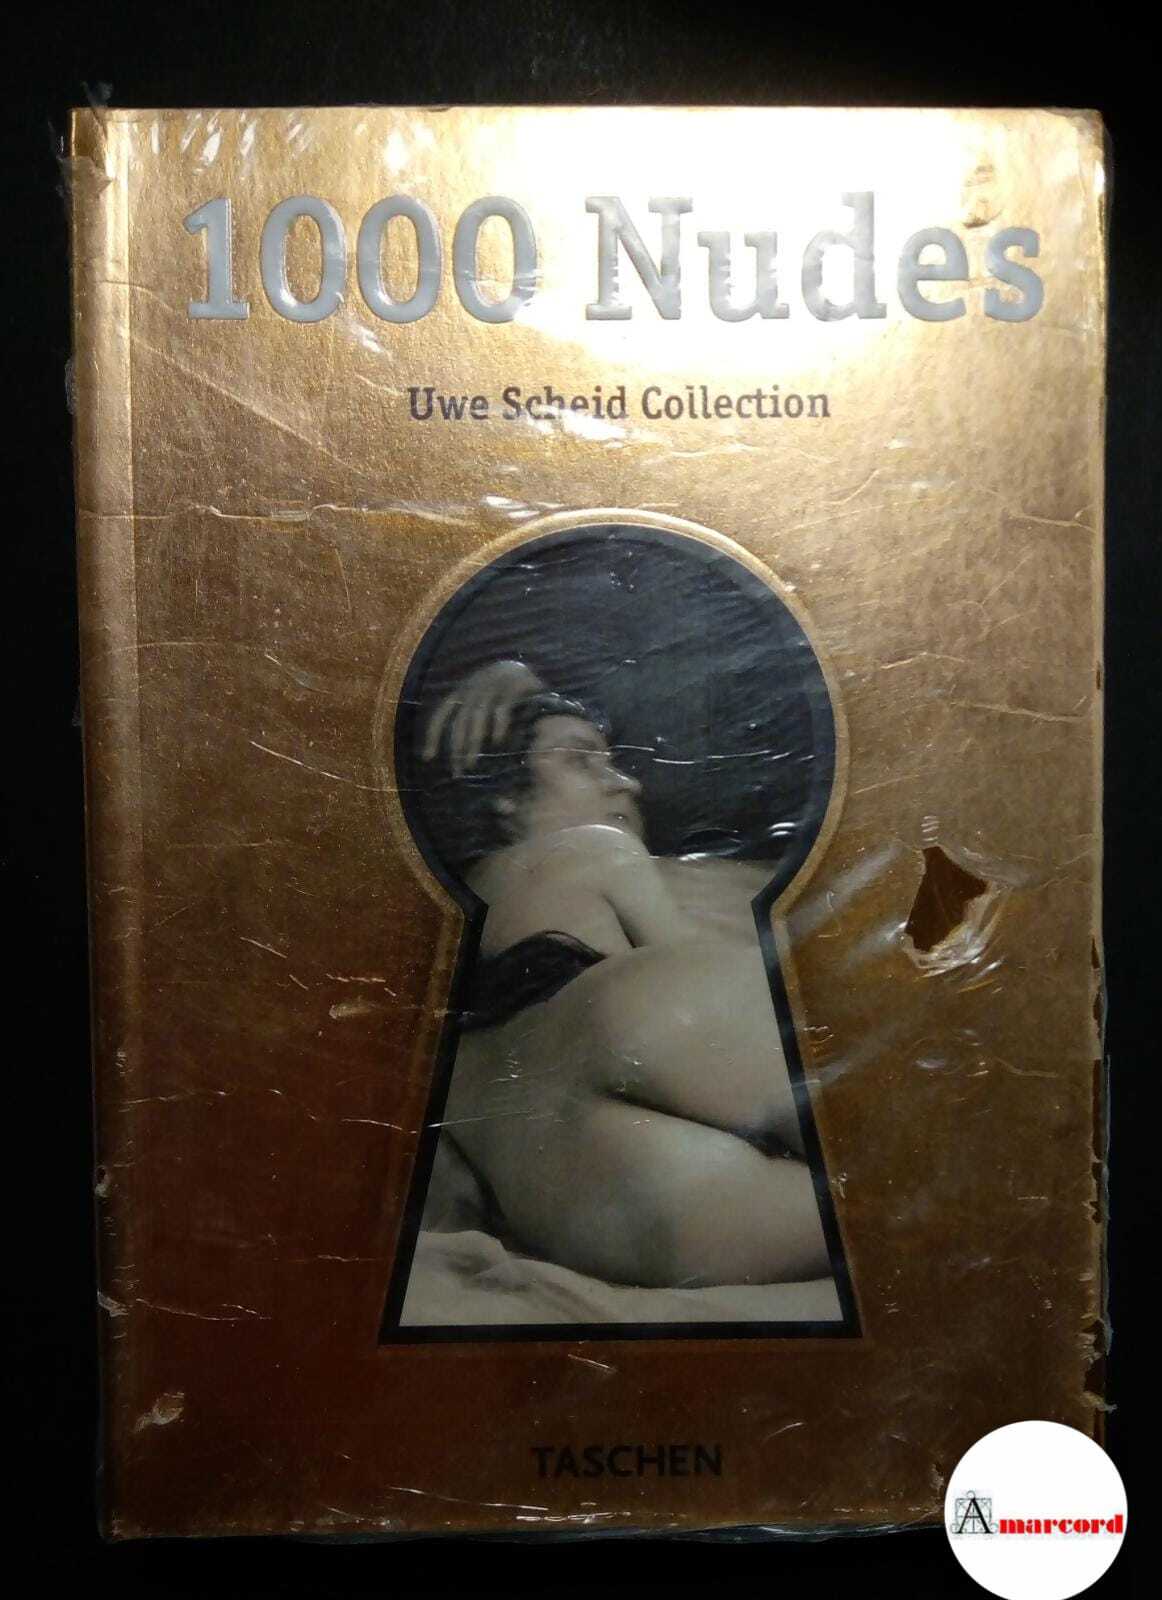 1000 Nudes
Uwe Scheid Collection
TASCHEN
Amarcord